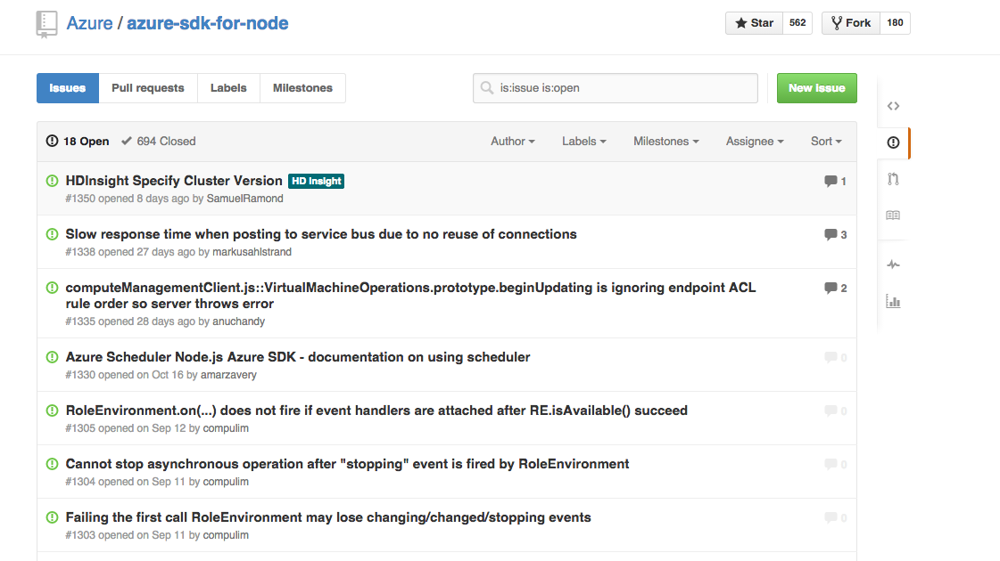 Azure / azure-sdk-for-node
Star 562 Fork 180
Issues Pull requests Labels Milestones
is:issue is:open
New Issue
18 Open 694 Closed Author Labels Milestones Assignee Sort
HDInsight Specify Cluster Version HD Insight 1
#1350 opened 8 days ago by SamuelRamond
Slow response time when posting to service bus due to no reuse of connections 3
#1338 opened 27 days ago by markusahlstrand
computeManagementClient.js::VirtualMachineOperations.prototype.beginUpdating is ignoring endpoint ACL 2
rule order so server throws error
#1335 opened 28 days ago by anuchandy
Azure Scheduler Node.js Azure SDK - documentation on using scheduler 0
#1330 opened on Oct 16 by amarzavery
RoleEnvironment.on(...) does not fire if event handlers are attached after RE.isAvailable() succeed 0
#1305 opened on Sep 12 by compulim
Cannot stop asynchronous operation after "stopping" event is fired by RoleEnvironment 0
#1304 opened on Sep 11 by compulim
Failing the first call RoleEnvironment may lose changing/changed/stopping events 0
#1303 opened on Sep 11 by compulim